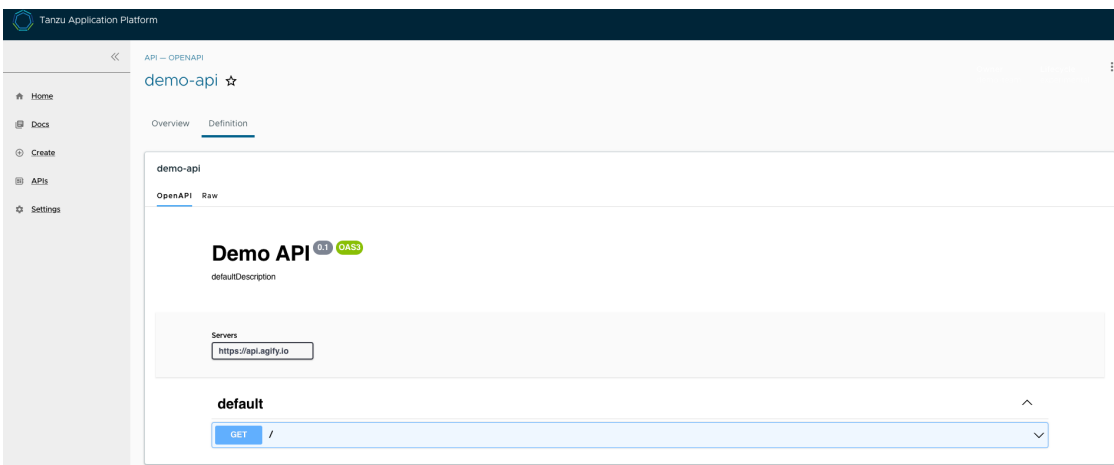 Tanzu Application Platform
API — OPENAPI
demo-api
Home
Docs
Create
APIs
Settings
Overview Definition
demo-api
OpenAPI Raw
Demo API 0.1 OAS3
defaultDescription
Servers
https://api.agify.io
default
GET /